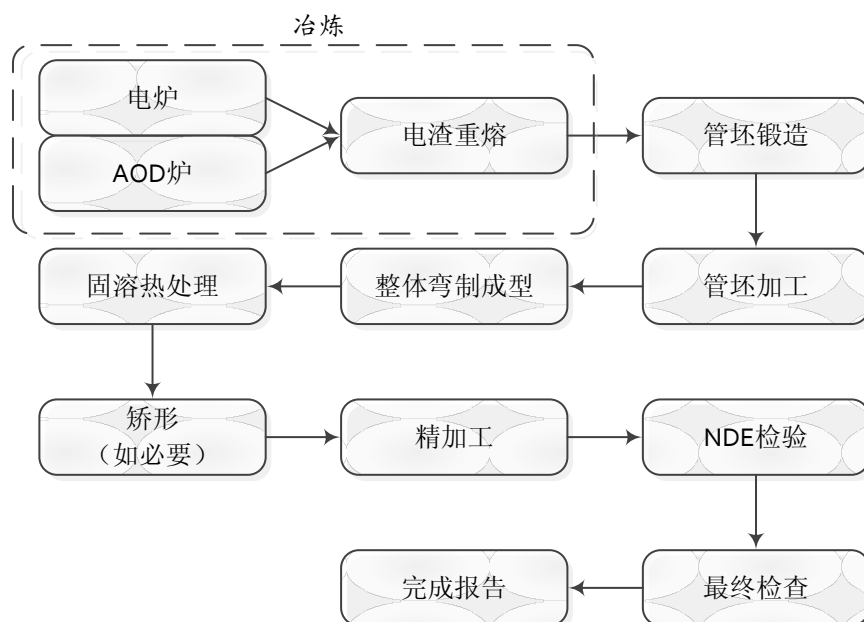 冶炼
电炉
AOD炉
电渣重熔
管坯锻造
管坯加工
整体弯制成型
固溶热处理
矫形
（如必要）
精加工
NDE检验
最终检查
完成报告